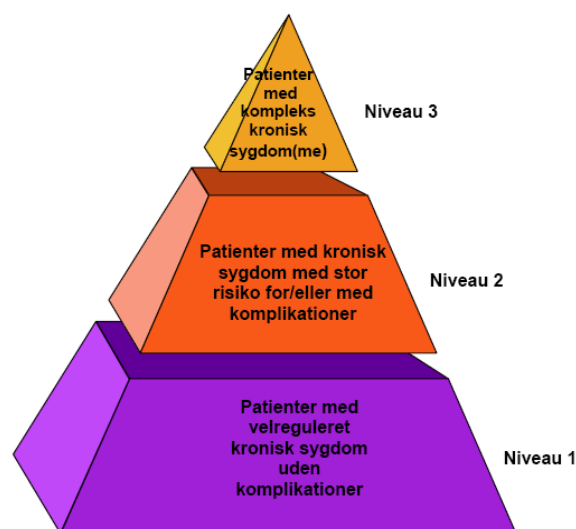 Patienter
med
kompleks
kronisk
sygdom(me)
Niveau 3
Patienter med kronisk
sygdom med stor
risiko for/eller med
komplikationer
Niveau 2
Patienter med
velreguleret
kronisk sygdom
uden
komplikationer
Niveau 1